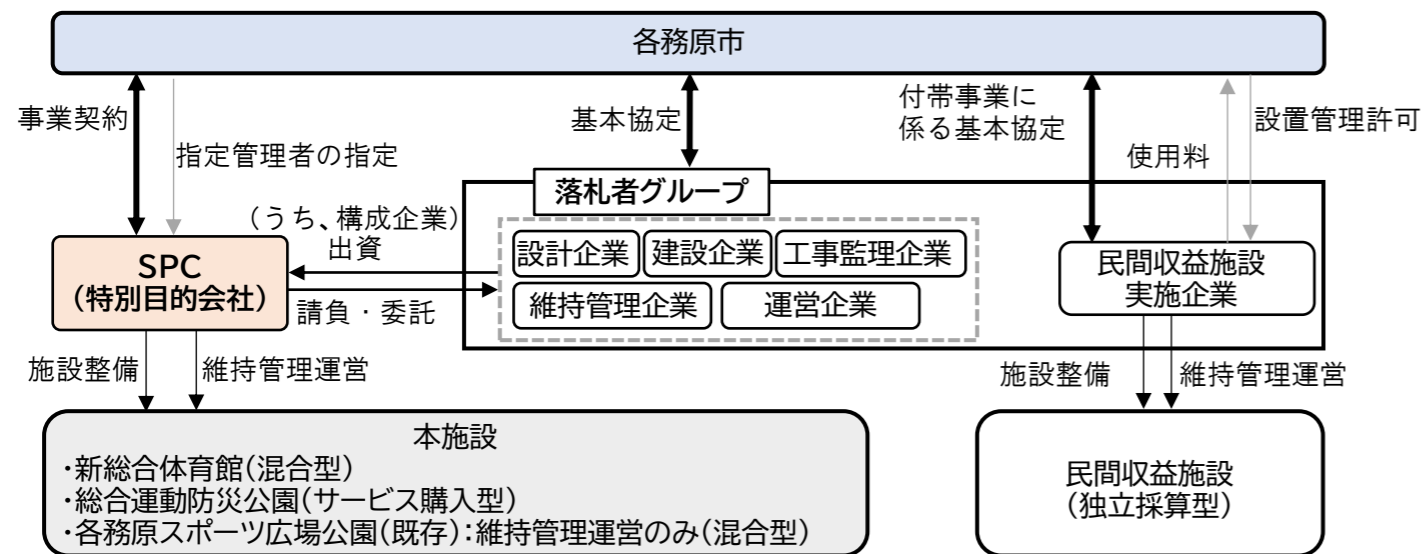 各務原市
事業契約
指定管理者の指定
基本協定
付帯事業に
係る基本協定
使用料
設置管理許可
落札者グループ
(うち、構成企業)
出資
請負・委託
SPC
(特別目的会社)
設計企業
建設企業
工事監理企業
維持管理企業
運営企業
民間収益施設
実施企業
施設整備
維持管理運営
施設整備
維持管理運営
本施設
・新総合体育館(混合型)
・総合運動防災公園(サービス購入型)
・各務原スポーツ広場公園(既存):維持管理運営のみ(混合型)
民間収益施設
(独立採算型)